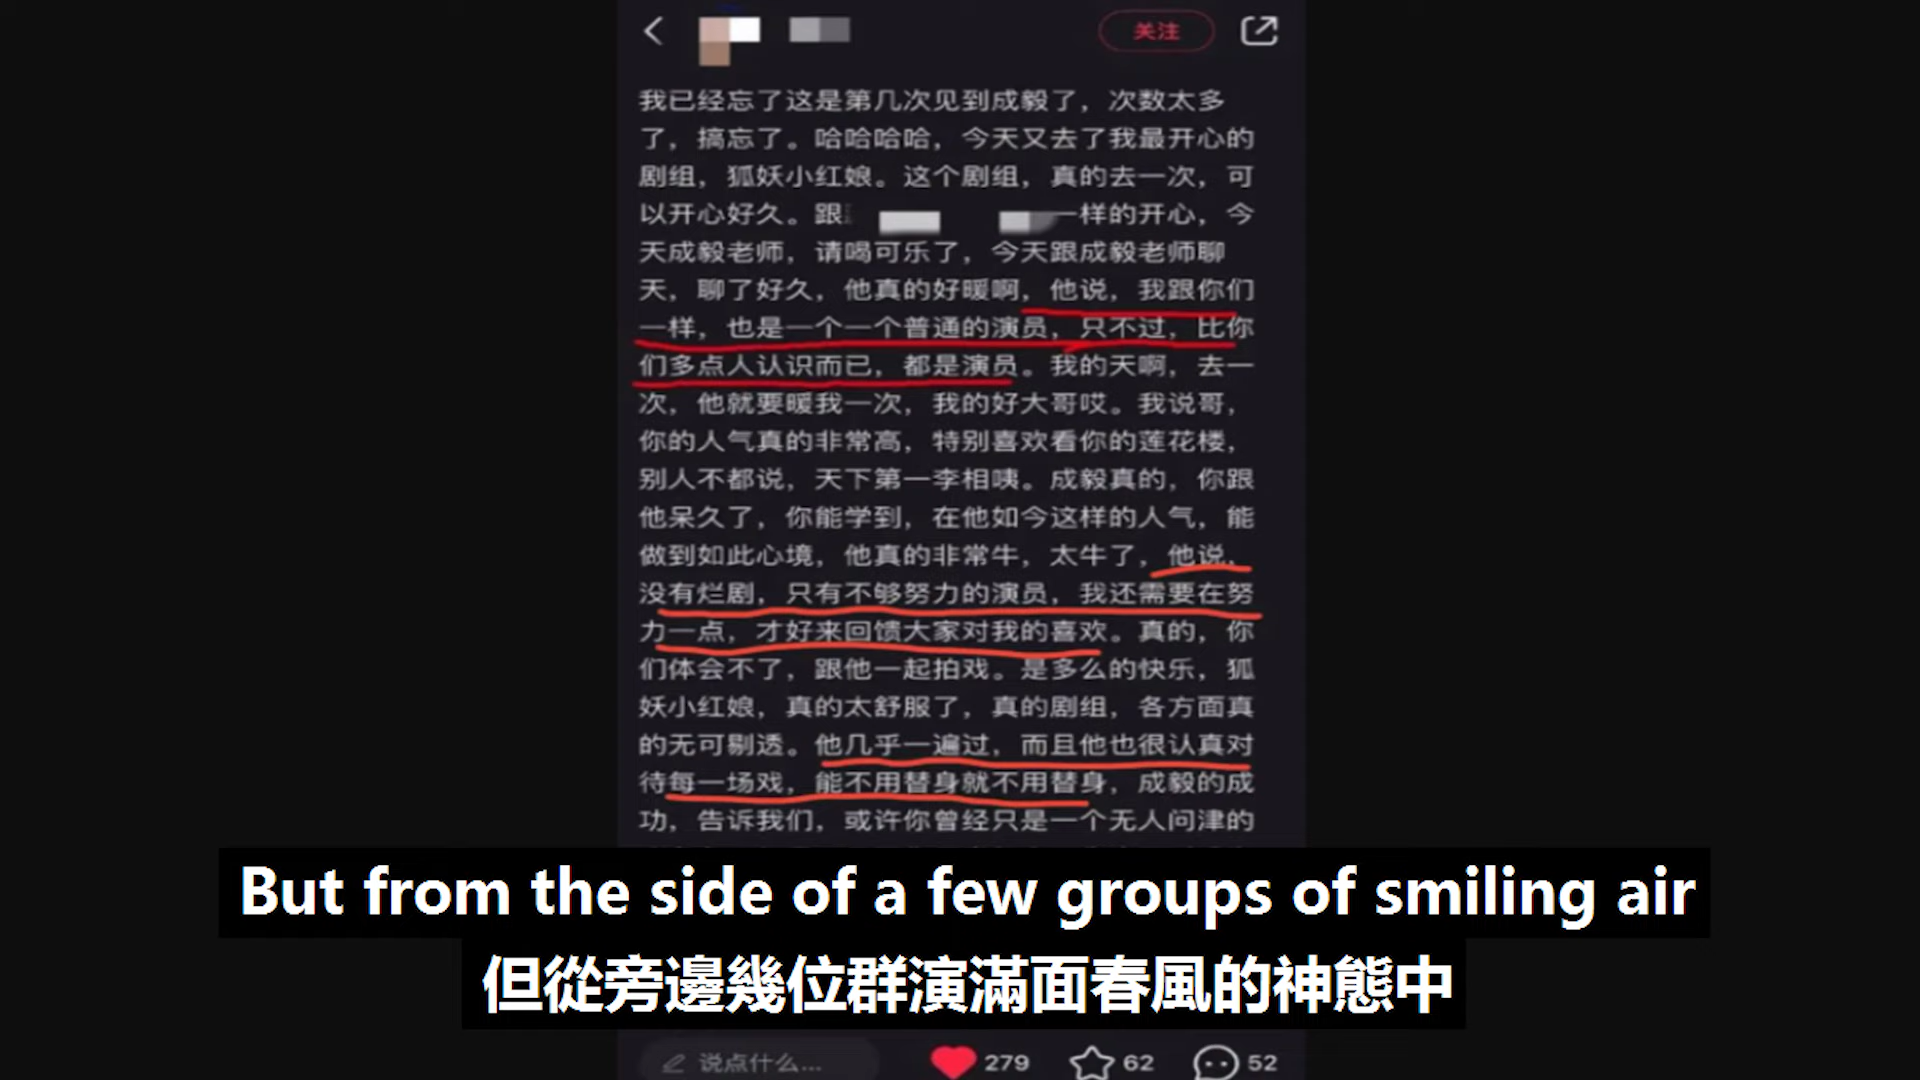 关注
我已经忘了这是第几次见到成毅了，次数太多
了，搞忘了。哈哈哈哈，今天又去了我最开心的
剧组，狐妖小红娘。这个剧组，真的去一次，可
以开心好久。跟
一样的开心，今
天成毅老师，请喝可乐了，今天跟成毅老师聊
天，聊了好久，他真的好暖啊，他说，我跟你们
一样，也是一个一个普通的演员，只不过，比你
们多点人认识而已，都是演员。我的天啊，去一
次，他就要暖我一次，我的好大哥哎。我说哥，
你的人气真的非常高，特别喜欢看你的莲花楼，
别人不都说，天下第一李相咦。成毅真的，你跟
他呆久了，你能学到，在他如今这样的人气，能
做到如此心境，他真的非常牛，太牛了，他说，
没有烂剧，只有不够努力的演员，我还需要在努
力一点，才好来回馈大家对我的喜欢。真的，你
们体会不了，跟他一起拍戏。是多么的快乐，狐
妖小红娘，真的太舒服了，真的剧组，各方面真
的无可剔透。他几乎一遍过，而且他也很认真对
待每一场戏，能不用替身就不用替身，成毅的成
功，告诉我们，或许你曾经只是一个无人问津的
But from the side of a few groups of smiling air
但從旁邊幾位群演滿面春風的神態中
说点什么... 279 62 52